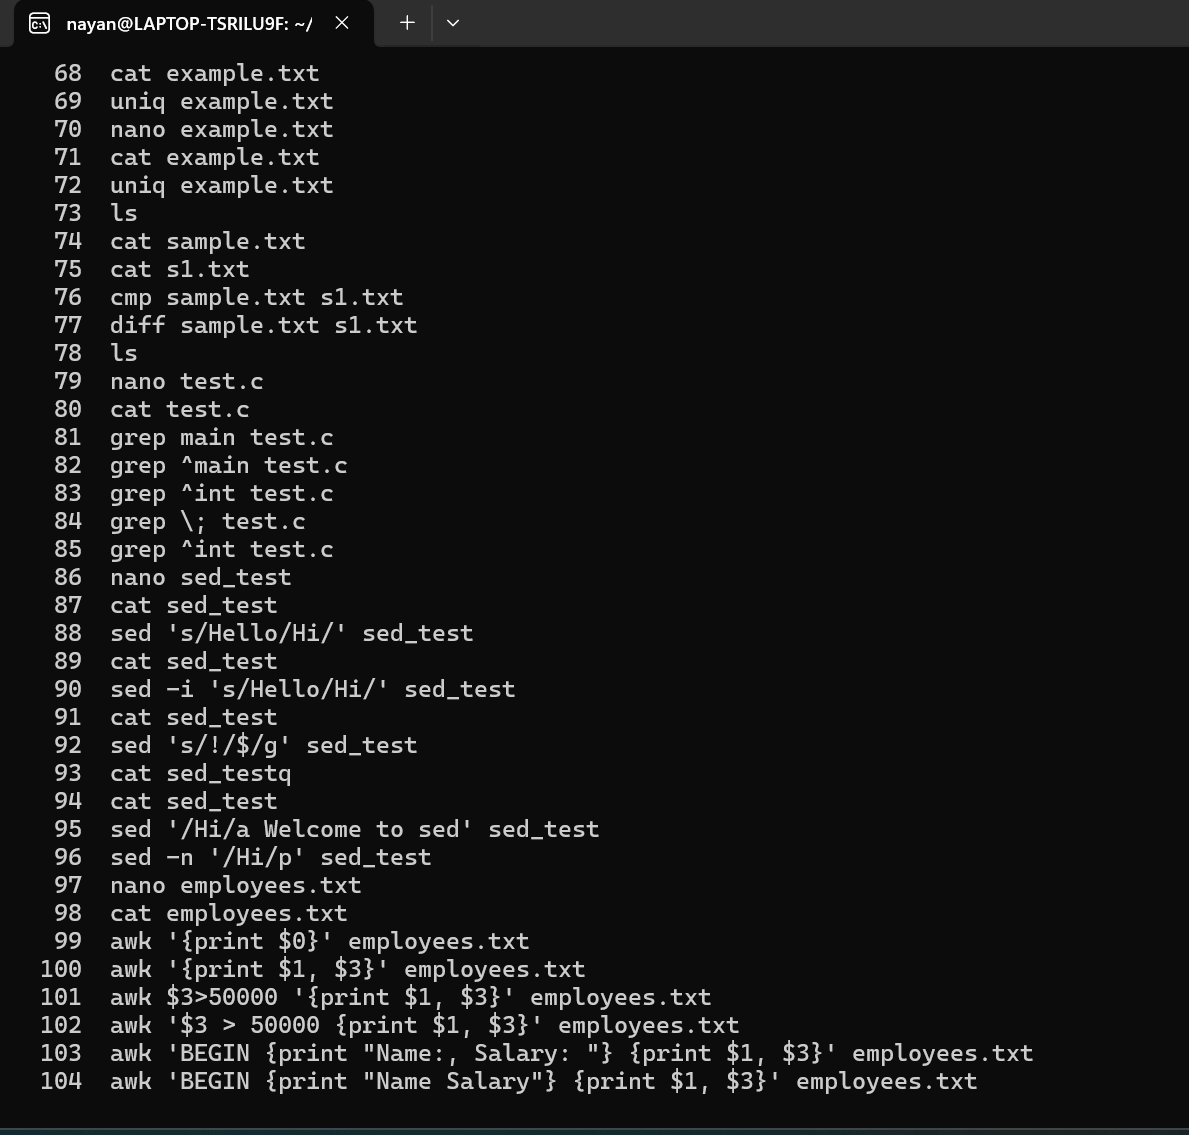 nayan@LAPTOP-TSRILU9F: ~/
68 cat example.txt
69 uniq example.txt
70 nano example.txt
71 cat example.txt
72 uniq example.txt
73 ls
74 cat sample.txt
75 cat s1.txt
76 cmp sample.txt s1.txt
77 diff sample.txt s1.txt
78 ls
79 nano test.c
80 cat test.c
81 grep main test.c
82 grep ^main test.c
83 grep ^int test.c
84 grep \; test.c
85 grep ^int test.c
86 nano sed_test
87 cat sed_test
88 sed 's/Hello/Hi/' sed_test
89 cat sed_test
90 sed -i 's/Hello/Hi/' sed_test
91 cat sed_test
92 sed 's/!/$/g' sed_test
93 cat sed_testq
94 cat sed_test
95 sed '/Hi/a Welcome to sed' sed_test
96 sed -n '/Hi/p' sed_test
97 nano employees.txt
98 cat employees.txt
99 awk '{print $0}' employees.txt
100 awk '{print $1, $3}' employees.txt
101 awk $3>50000 '{print $1, $3}' employees.txt
102 awk '$3 > 50000 {print $1, $3}' employees.txt
103 awk 'BEGIN {print "Name:, Salary: "} {print $1, $3}' employees.txt
104 awk 'BEGIN {print "Name Salary"} {print $1, $3}' employees.txt